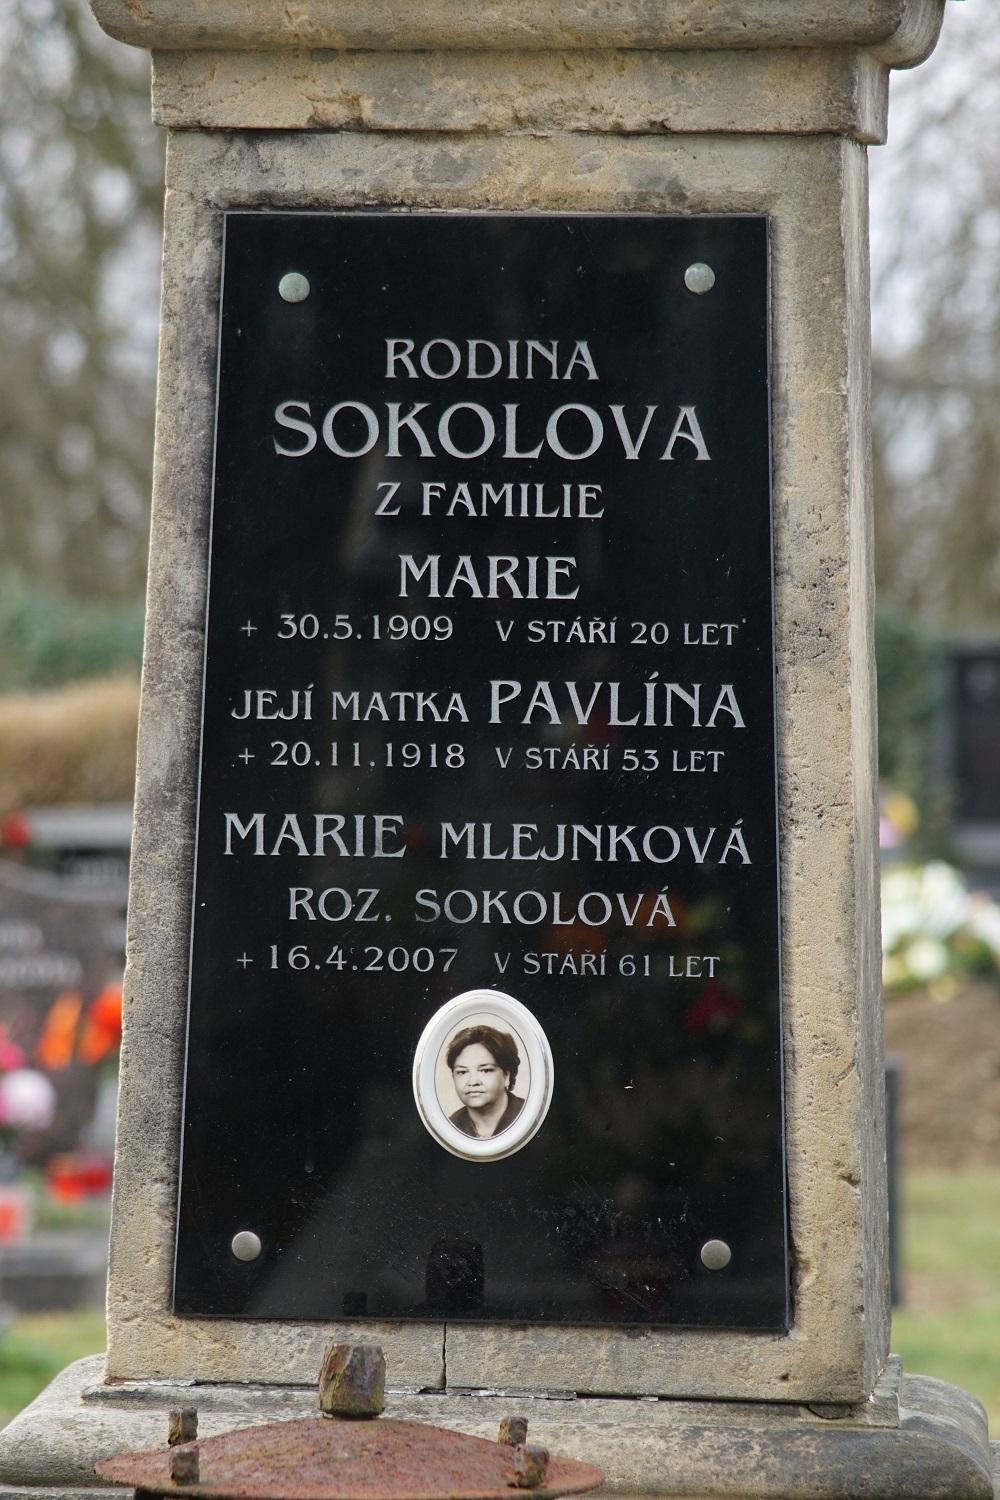 RODINA
SOKOLOVA
Z FAMILIE
MARIE
+ 30.5.1909 V STÁŘÍ 20 LET
JEJÍ MATKA PAVLÍNA
+ 20.11.1918 V STÁŘÍ 53 LET
MARIE MLEJNKOVÁ
ROZ. SOKOLOVÁ
+ 16.4.2007 V STÁŘÍ 61 LET